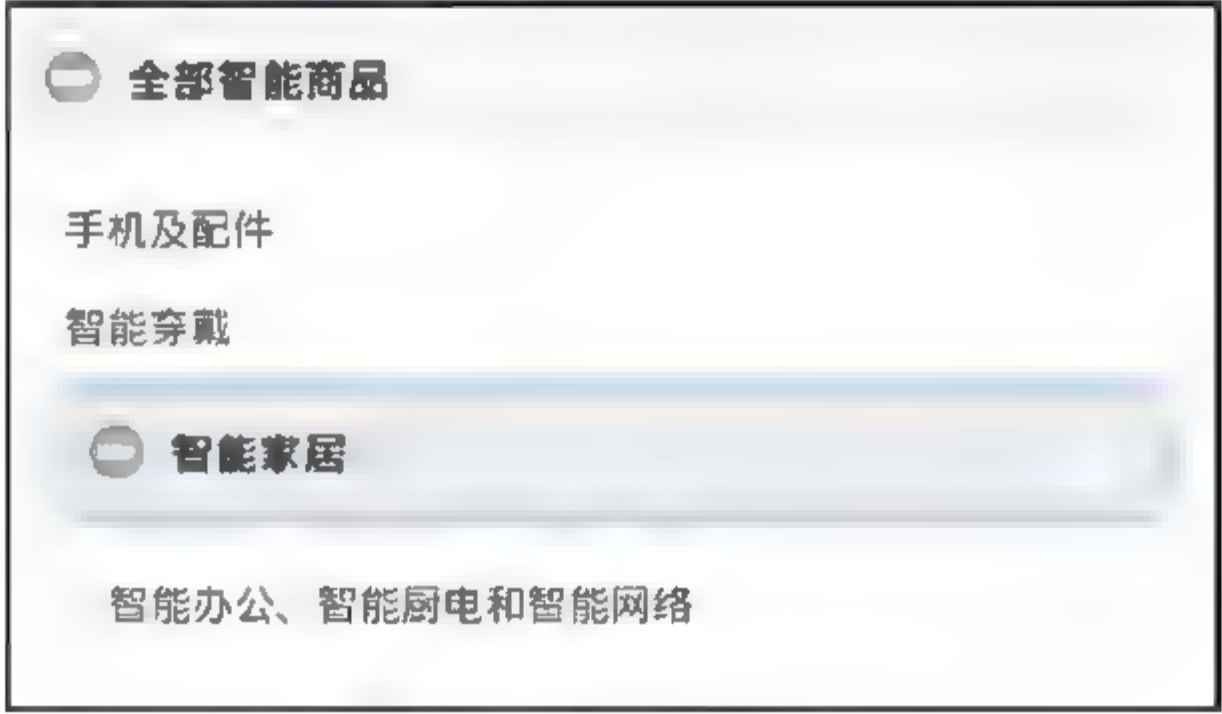 全部智能商品
手机及配件
智能穿戴
智能家居
智能办公、智能厨电和智能网络